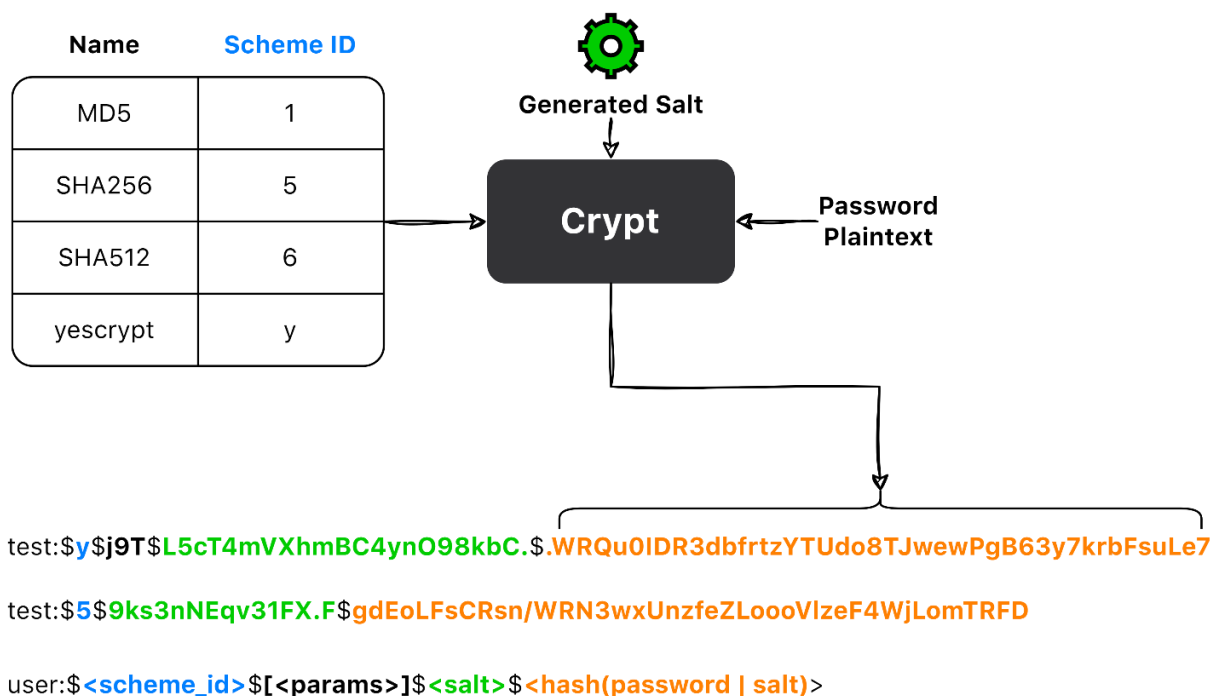 Name Scheme ID
MD5 1
SHA256 5
SHA512 6
yescrypt y
Generated Salt
Crypt
Password
Plaintext
test:$y$j9T$L5cT4mVXhmBC4ynO98kbC.$.WRQu0IDR3dbfrtzYTUdo8TJwewPgB63y7krbFsuLe7
test:$5$9ks3nNEqv31FX.F$gdEoLFsCRsn/WRN3wxUnzfeZLoooVlzeF4WjLomTRFD
user:$<scheme_id>$[<params>]$<salt>$<hash(password | salt)>